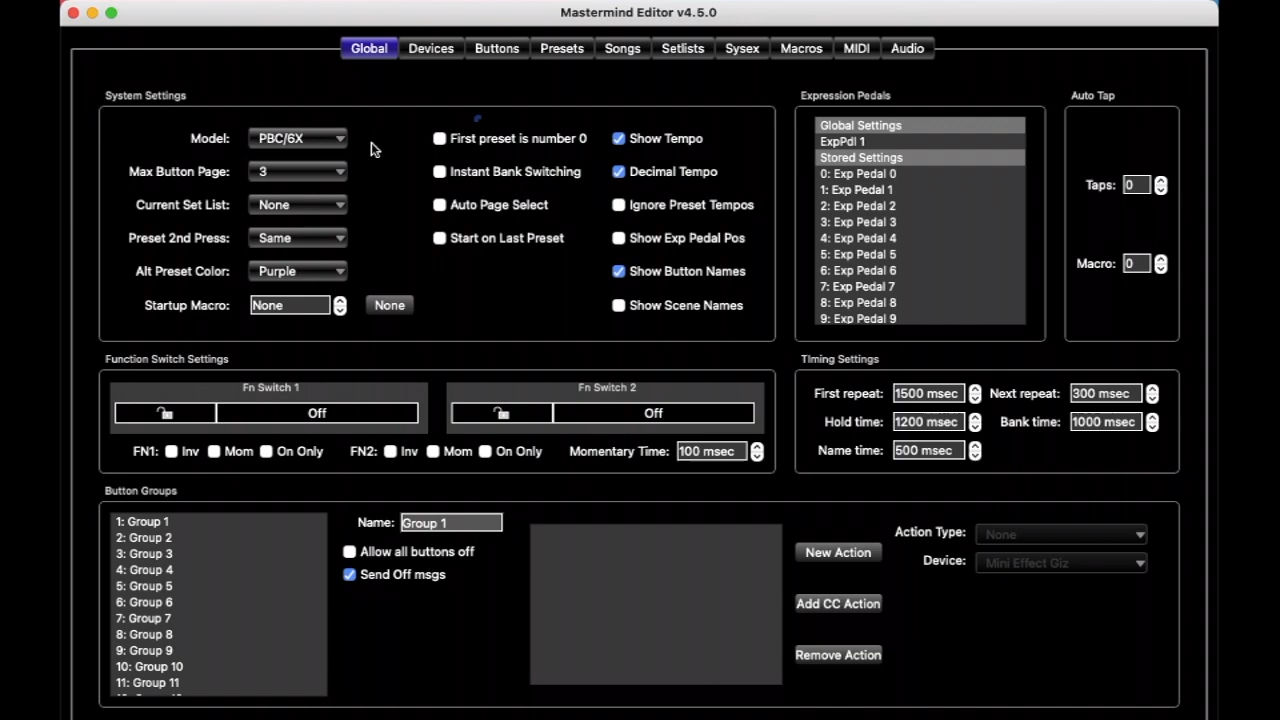 Mastermind Editor v4.5.0
Global Devices Buttons Presets Songs Setlists Sysex Macros MIDI Audio
System Settings
Model: PBC/6X
Max Button Page: 3
Current Set List: None
Preset 2nd Press: Same
Alt Preset Color: Purple
Startup Macro: None None
First preset is number 0
Instant Bank Switching
Auto Page Select
Start on Last Preset
Show Tempo
Decimal Tempo
Ignore Preset Tempos
Show Exp Pedal Pos
Show Button Names
Show Scene Names
Expression Pedals
Global Settings
ExpPdl 1
Stored Settings
0: Exp Pedal 0
1: Exp Pedal 1
2: Exp Pedal 2
3: Exp Pedal 3
4: Exp Pedal 4
5: Exp Pedal 5
6: Exp Pedal 6
7: Exp Pedal 7
8: Exp Pedal 8
9: Exp Pedal 9
Auto Tap
Taps: 0
Macro: 0
Function Switch Settings
Fn Switch 1
Off
Fn Switch 2
Off
FN1: Inv Mom On Only FN2: Inv Mom On Only Momentary Time: 100 msec
TIming Settings
First repeat: 1500 msec Next repeat: 300 msec
Hold time: 1200 msec Bank time: 1000 msec
Name time: 500 msec
Button Groups
1: Group 1
2: Group 2
3: Group 3
4: Group 4
5: Group 5
6: Group 6
7: Group 7
8: Group 8
9: Group 9
10: Group 10
11: Group 11
Name: Group 1
Allow all buttons off
Send Off msgs
New Action
Add CC Action
Remove Action
Action Type: None
Device: Mini Effect Giz